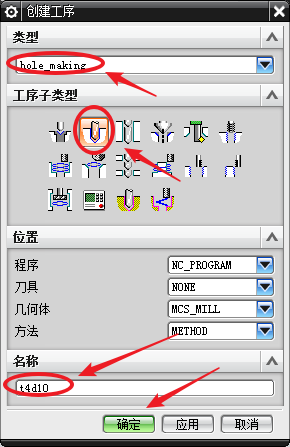 创建工序
类型
hole_making
工序子类型
位置
程序 NC_PROGRAM
刀具 NONE
几何体 MCS_MILL
方法 METHOD
名称
t4d10
确定 应用 取消